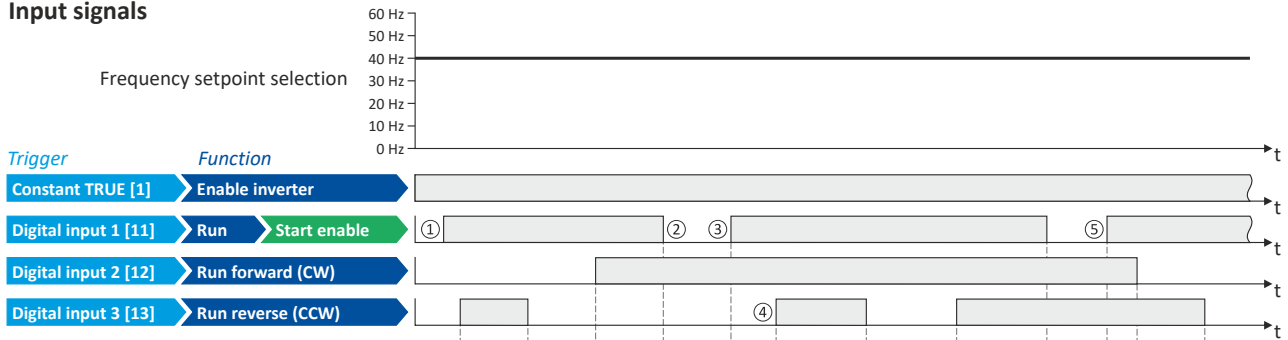 Input signals
60 Hz
50 Hz
40 Hz
Frequency setpoint selection
30 Hz
20 Hz
10 Hz
0 Hz
t
Trigger Function
Constant TRUE [1] Enable inverter
t
Digital input 1 [11] Run Start enable ① ② ③ ⑤
t
Digital input 2 [12] Run forward (CW)
t
Digital input 3 [13] Run reverse (CCW) ④
t